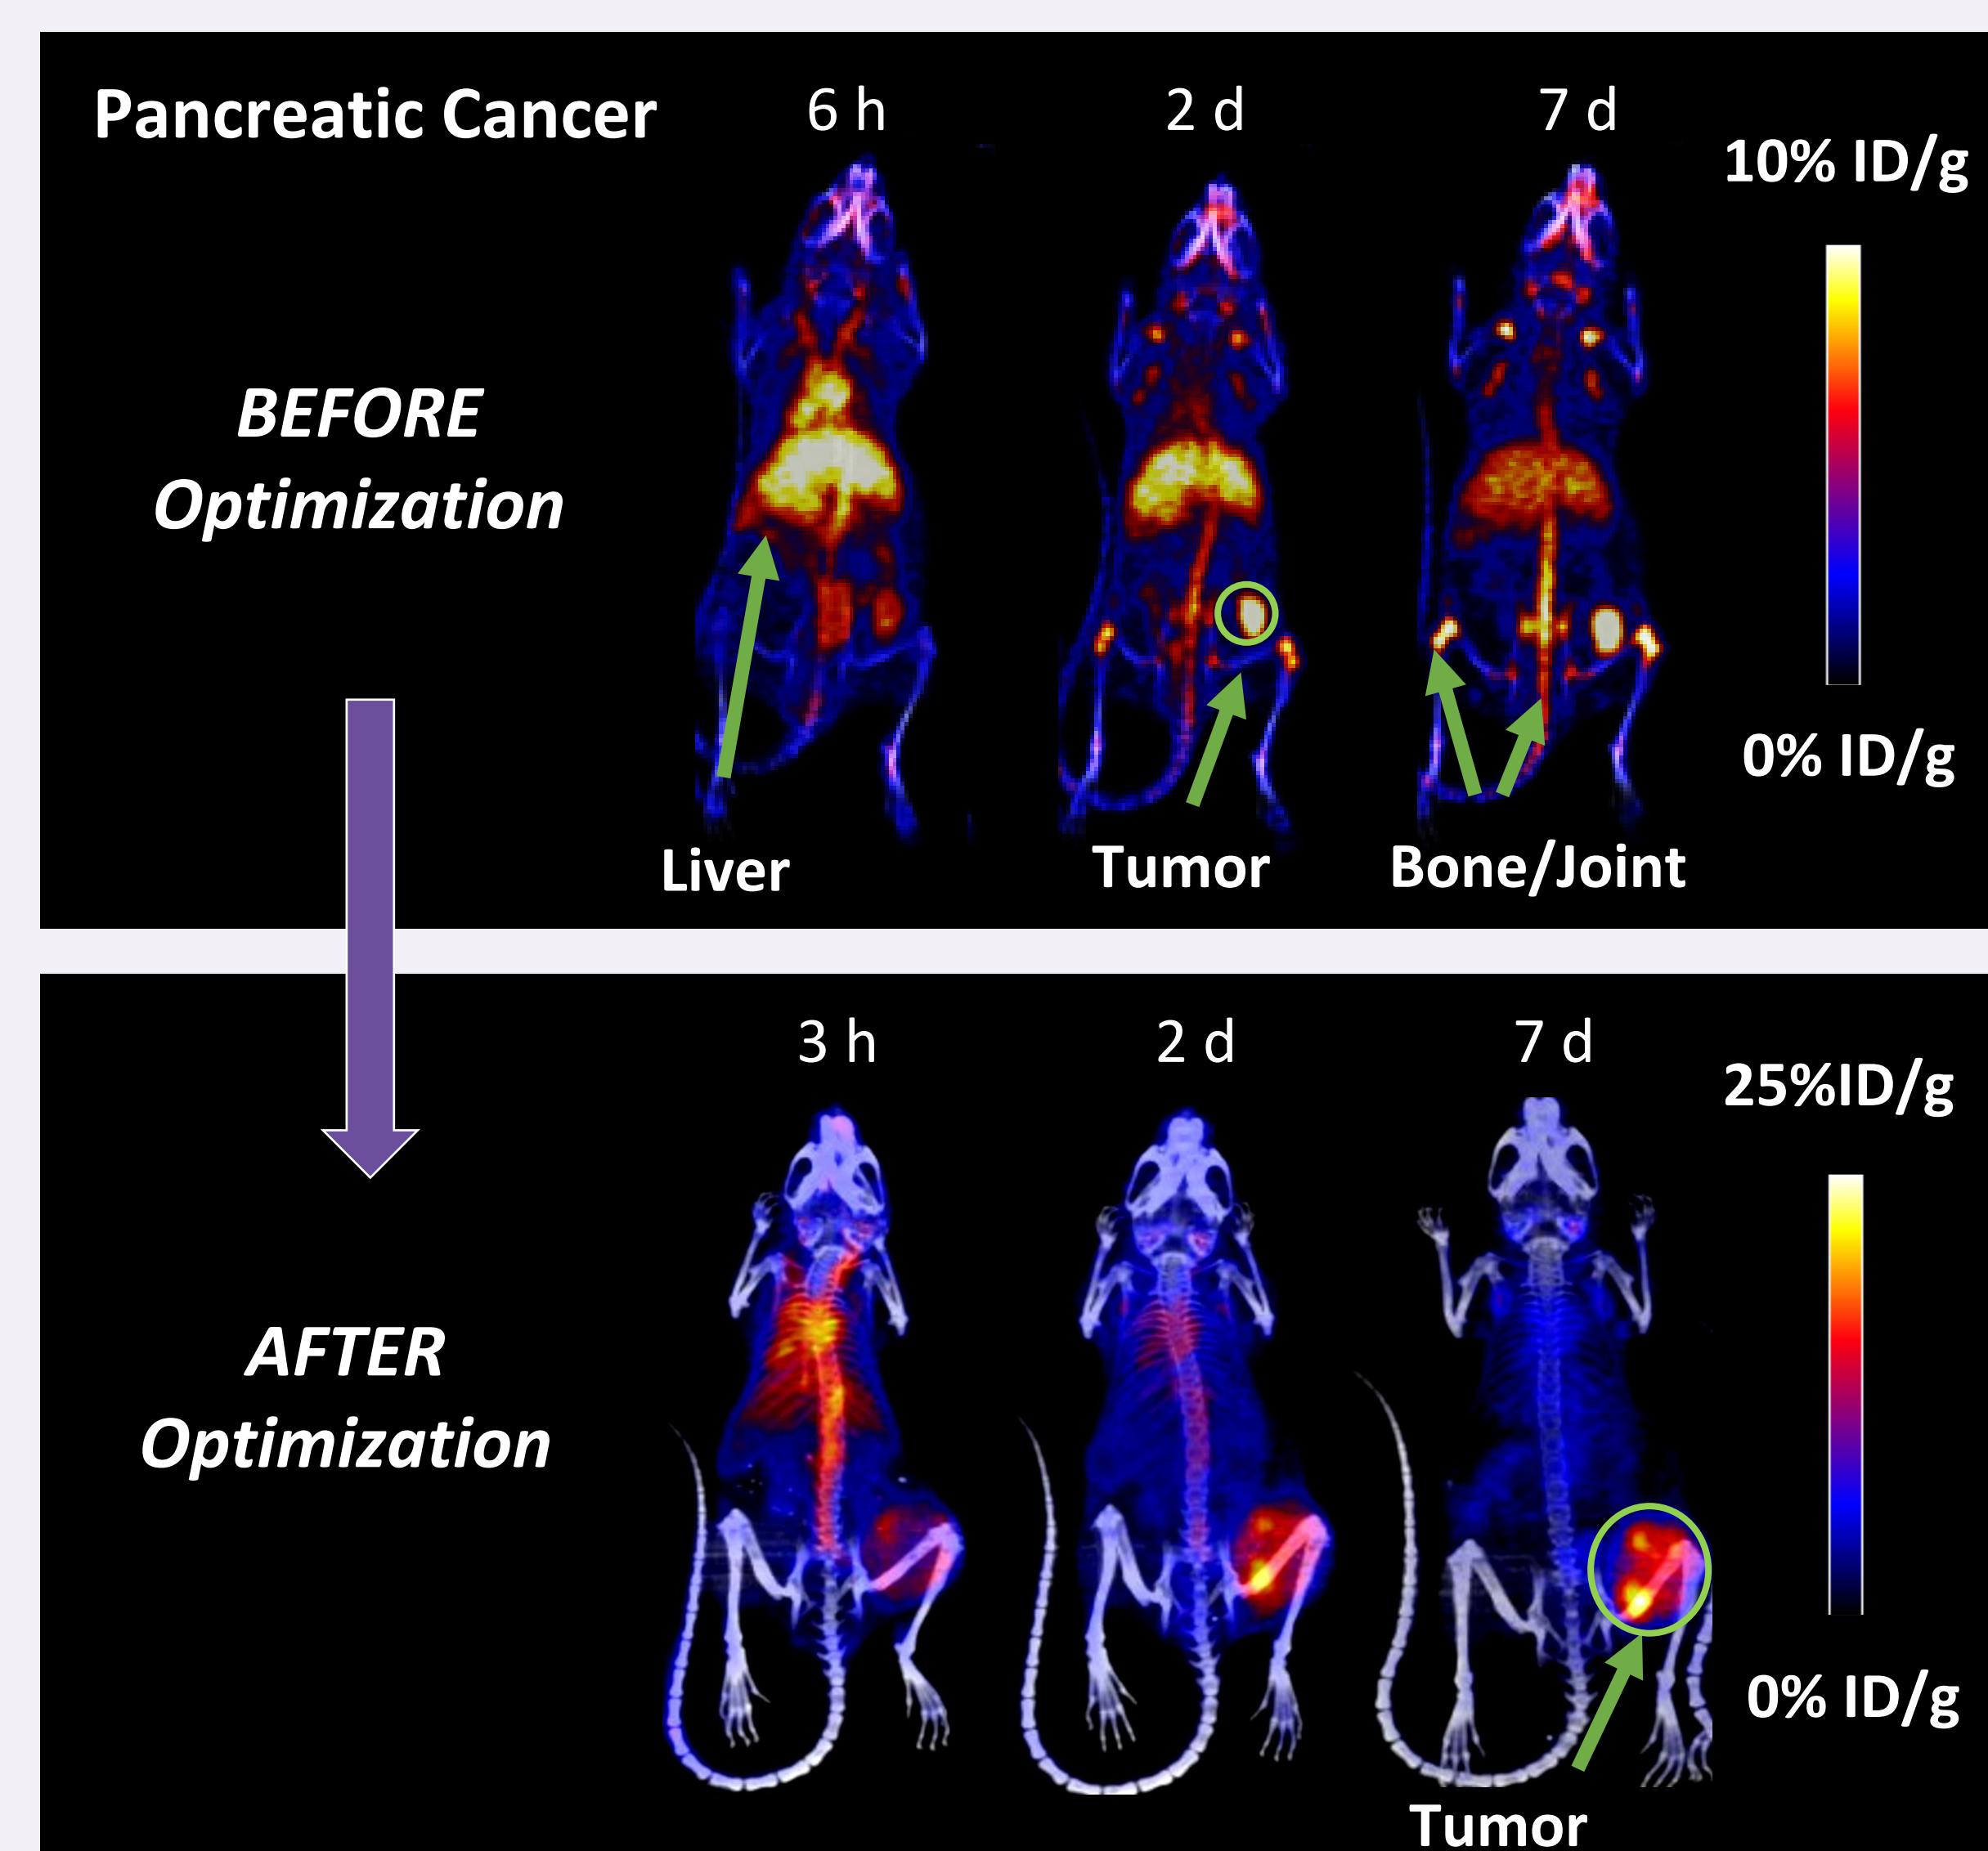 Pancreatic Cancer
6 h
2 d
7 d
10% ID/g
BEFORE
Optimization
0% ID/g
Liver
Tumor
Bone/Joint
3 h
2 d
7 d
25%ID/g
AFTER
Optimization
0% ID/g
Tumor